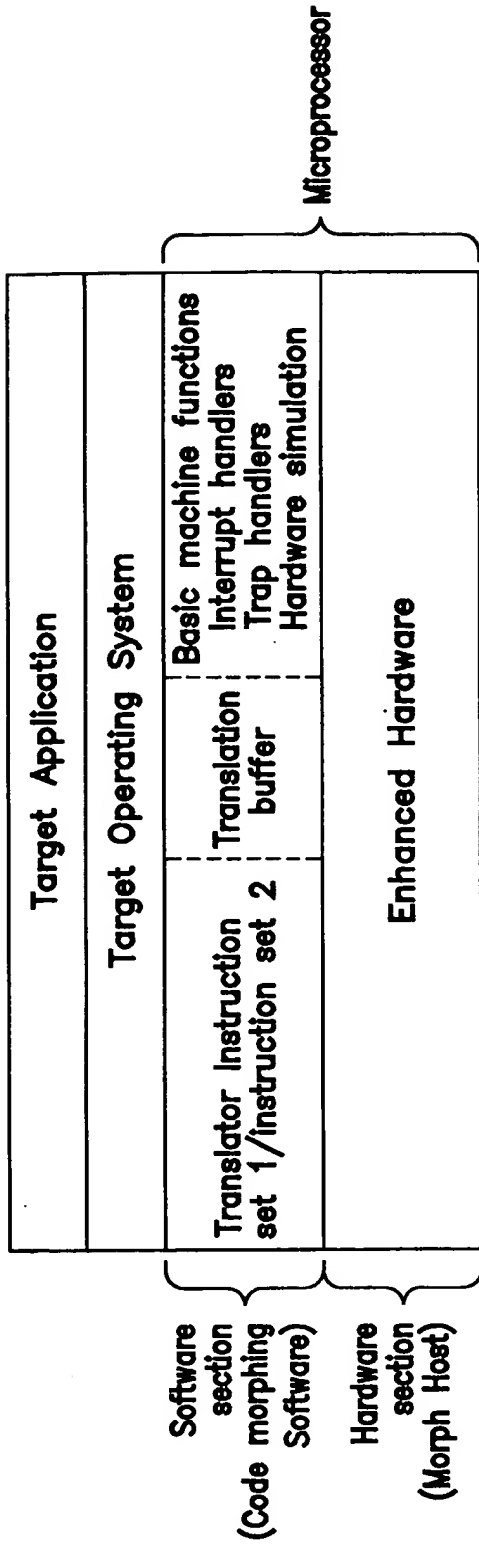 Target Application
Target Operating System
Software
section
(Code morphing
Software)
Translator Instruction
set 1/instruction set 2
Translation
buffer
Basic machine functions
Interrupt handlers
Trap handlers
Hardware simulation
Microprocessor
Hardware
section
(Morph Host)
Enhanced Hardware